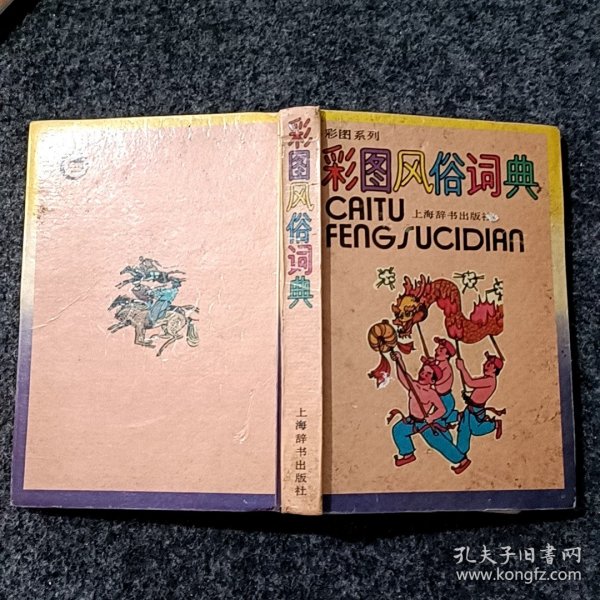 彩图风俗词典
上海辞书出版社
彩图系列
彩图风俗词典
CAITU
上海辞书出版社
FENGSUCIDIAN
孔夫子旧書网
www.kongfz.com